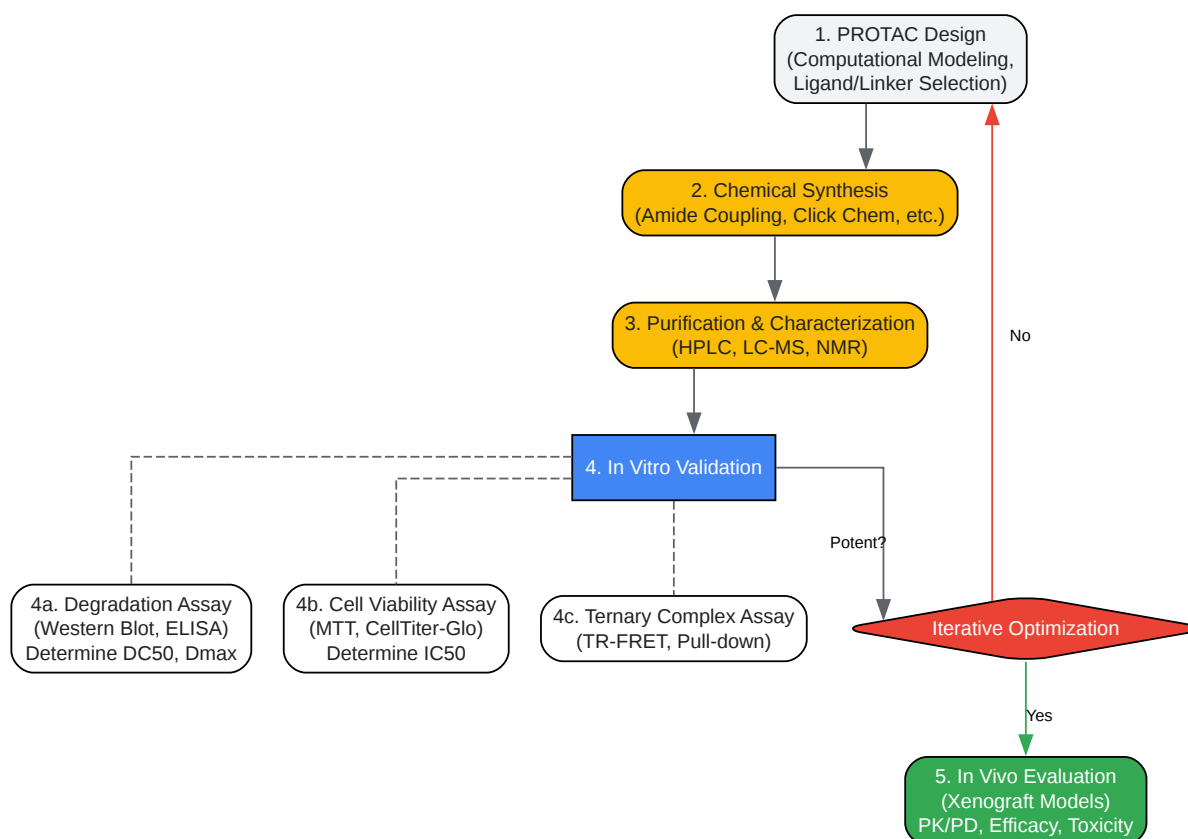 1. PROTAC Design
(Computational Modeling,
Ligand/Linker Selection)
2. Chemical Synthesis
(Amide Coupling, Click Chem, etc.)
3. Purification & Characterization
(HPLC, LC-MS, NMR)
No
4. In Vitro Validation
Potent?
4a. Degradation Assay
(Western Blot, ELISA)
Determine DC50, Dmax
4b. Cell Viability Assay
(MTT, CellTiter-Glo)
Determine IC50
4c. Ternary Complex Assay
(TR-FRET, Pull-down)
Iterative Optimization
Yes
5. In Vivo Evaluation
(Xenograft Models)
PK/PD, Efficacy, Toxicity